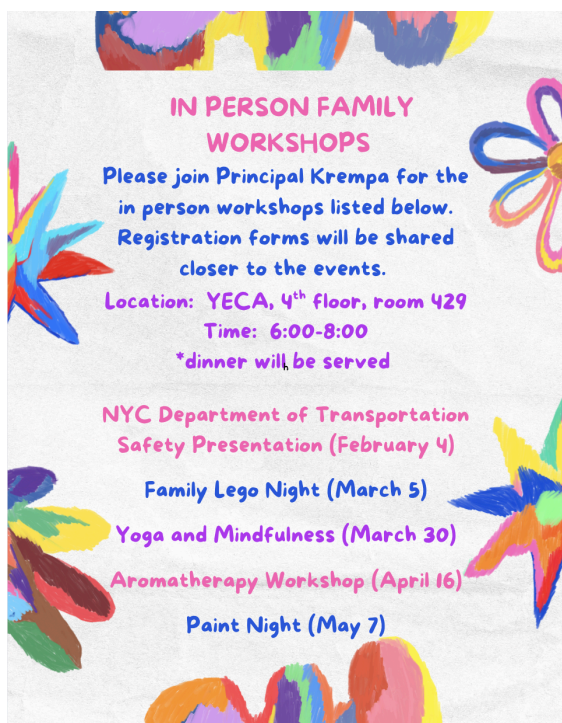 IN PERSON FAMILY
WORKSHOPS
Please join Principal Krempa for the
in person workshops listed below.
Registration forms will be shared
closer to the events.
Location: YECA, 4th floor, room 429
Time: 6:00-8:00
*dinner will be served
NYC Department of Transportation
Safety Presentation (February 4)
Family Lego Night (March 5)
Yoga and Mindfulness (March 30)
Aromatherapy Workshop (April 16)
Paint Night (May 7)